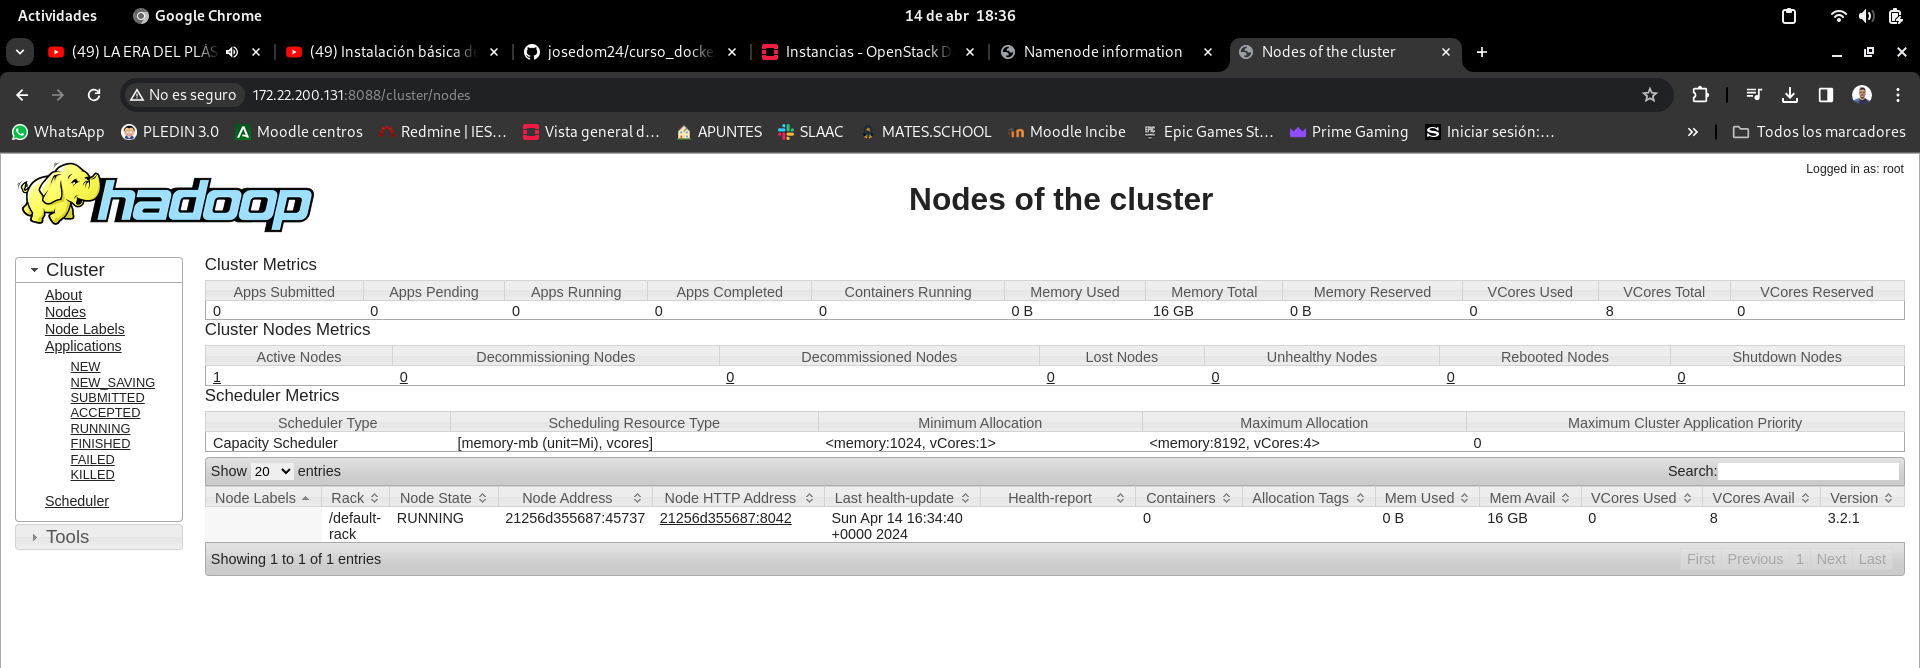 Actividades Google Chrome 14 de abr 18:36
(49) LA ERA DEL PLÁS (49) Instalación básica de josedom24/curso_docke Instancias - OpenStack D Namenode information Nodes of the cluster
No es seguro 172.22.200.131:8088/cluster/nodes
WhatsApp PLEDIN 3.0 Moodle centros Redmine | IES... Vista general d... APUNTES SLAAC MATES.SCHOOL Moodle Incibe Epic Games St... Prime Gaming Iniciar sesión:... » Todos los marcadores
Logged in as: root
hadoop
Nodes of the cluster
Cluster
About
Nodes
Node Labels
Applications
NEW
NEW_SAVING
SUBMITTED
ACCEPTED
RUNNING
FINISHED
FAILED
KILLED
Scheduler
Tools
Cluster Metrics
Apps Submitted Apps Pending Apps Running Apps Completed Containers Running Memory Used Memory Total Memory Reserved VCores Used VCores Total VCores Reserved
0 0 0 0 0 0 B 16 GB 0 B 0 8 0
Cluster Nodes Metrics
Active Nodes Decommissioning Nodes Decommissioned Nodes Lost Nodes Unhealthy Nodes Rebooted Nodes Shutdown Nodes
1 0 0 0 0 0 0
Scheduler Metrics
Scheduler Type Scheduling Resource Type Minimum Allocation Maximum Allocation Maximum Cluster Application Priority
Capacity Scheduler [memory-mb (unit=Mi), vcores] <memory:1024, vCores:1> <memory:8192, vCores:4> 0
Show 20 entries Search:
Node Labels Rack Node State Node Address Node HTTP Address Last health-update Health-report Containers Allocation Tags Mem Used Mem Avail VCores Used VCores Avail Version
/default-rack RUNNING 21256d355687:45737 21256d355687:8042 Sun Apr 14 16:34:40 +0000 2024 0 0 B 16 GB 0 8 3.2.1
Showing 1 to 1 of 1 entries First Previous 1 Next Last